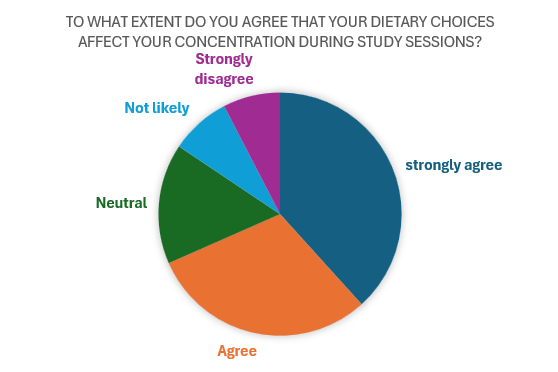 TO WHAT EXTENT DO YOU AGREE THAT YOUR DIETARY CHOICES
AFFECT YOUR CONCENTRATION DURING STUDY SESSIONS?
Strongly
disagree
Not likely
strongly agree
Neutral
Agree